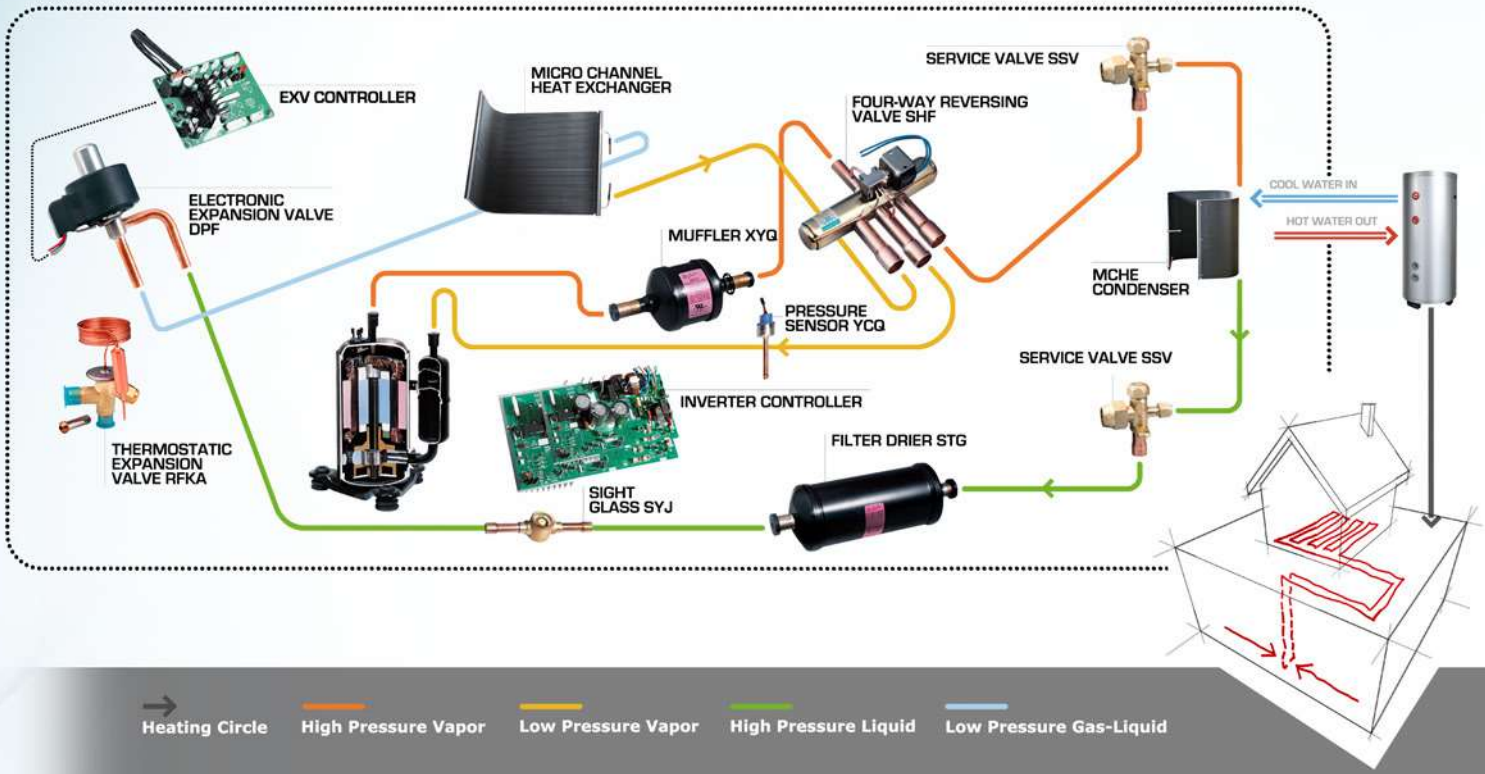 EXV CONTROLLER
MICRO CHANNEL
HEAT EXCHANGER
SERVICE VALVE SSV
FOUR-WAY REVERSING
VALVE SHF
ELECTRONIC
EXPANSION VALVE
DPF
COOL WATER IN
HOT WATER OUT
MUFFLER XYQ
MCHE
CONDENSER
PRESSURE
SENSOR YCQ
SERVICE VALVE SSV
INVERTER CONTROLLER
THERMOSTATIC
EXPANSION
VALVE RFKA
FILTER DRIER STG
SIGHT
GLASS SYJ
Heating Circle
High Pressure Vapor
Low Pressure Vapor
High Pressure Liquid
Low Pressure Gas-Liquid